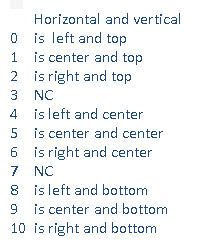 Horizontal and vertical
0 is left and top
1 is center and top
2 is right and top
3 NC
4 is left and center
5 is center and center
6 is right and center
7 NC
8 is left and bottom
9 is center and bottom
10 is right and bottom